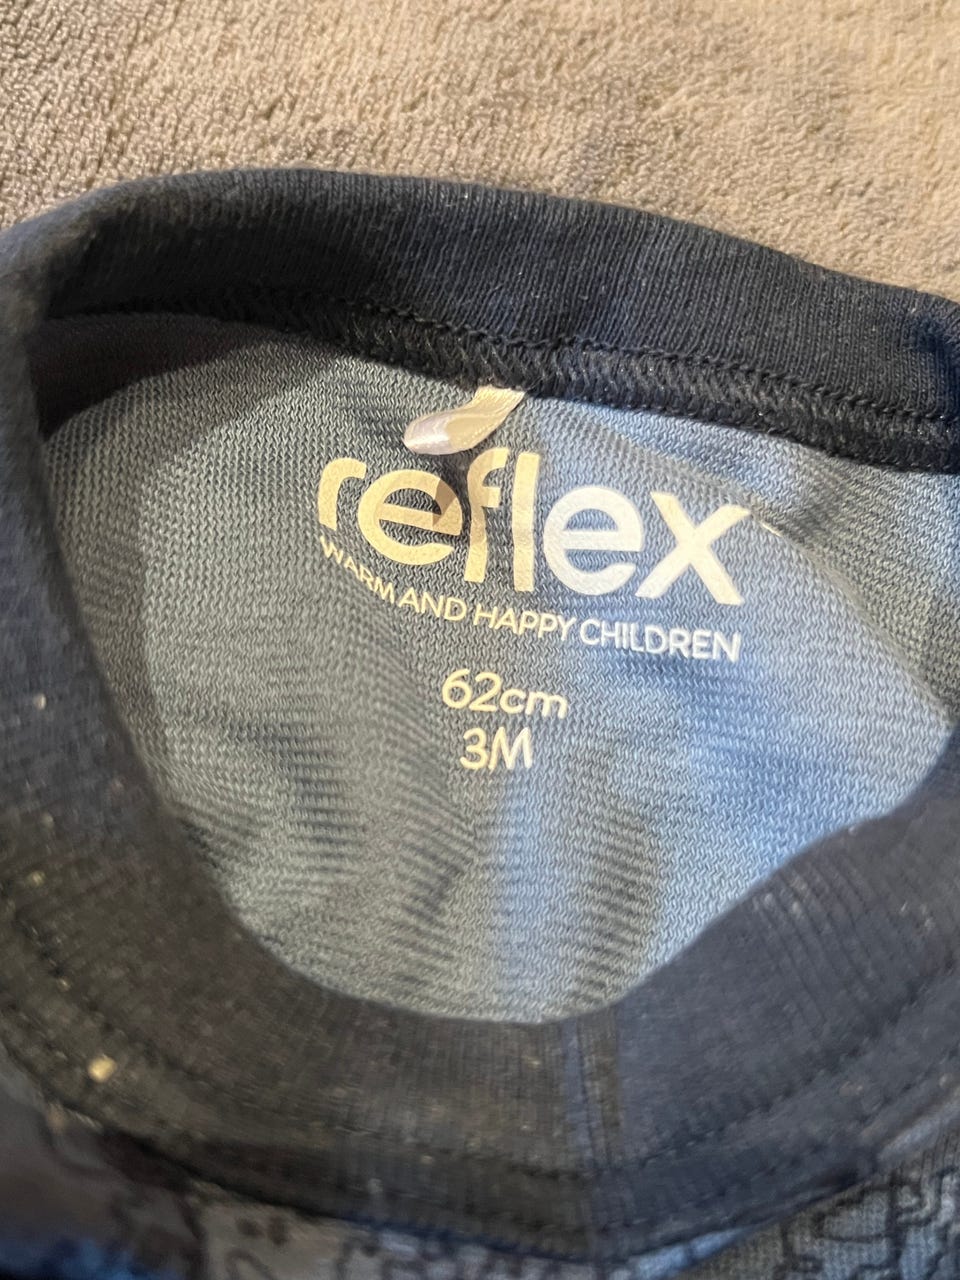 reflex
WARM AND HAPPY CHILDREN
62cm
3M